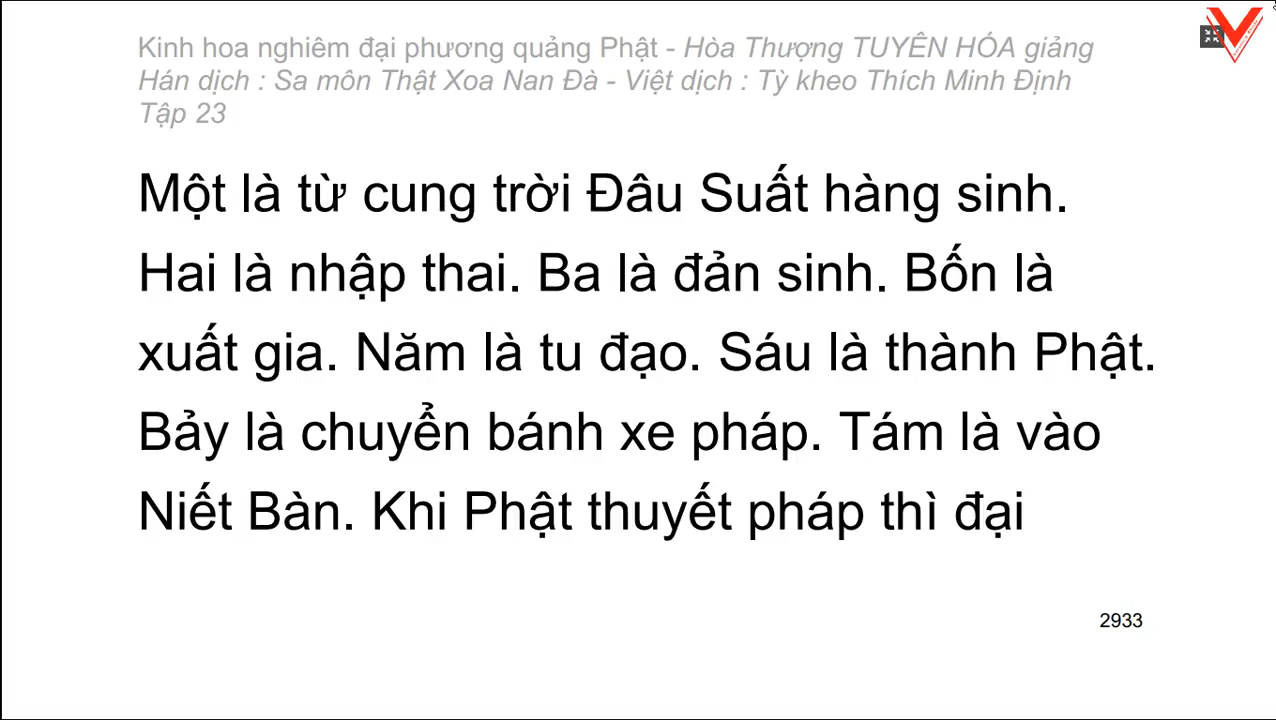 Kinh hoa nghiêm đại phương quảng Phật - Hòa Thượng TUYÊN HÓA giảng
Hán dịch : Sa môn Thật Xoa Nan Đà - Việt dịch : Tỳ kheo Thích Minh Định
Tập 23
Một là từ cung trời Đâu Suất hàng sinh.
Hai là nhập thai. Ba là đản sinh. Bốn là
xuất gia. Năm là tu đạo. Sáu là thành Phật.
Bảy là chuyển bánh xe pháp. Tám là vào
Niết Bàn. Khi Phật thuyết pháp thì đại
2933